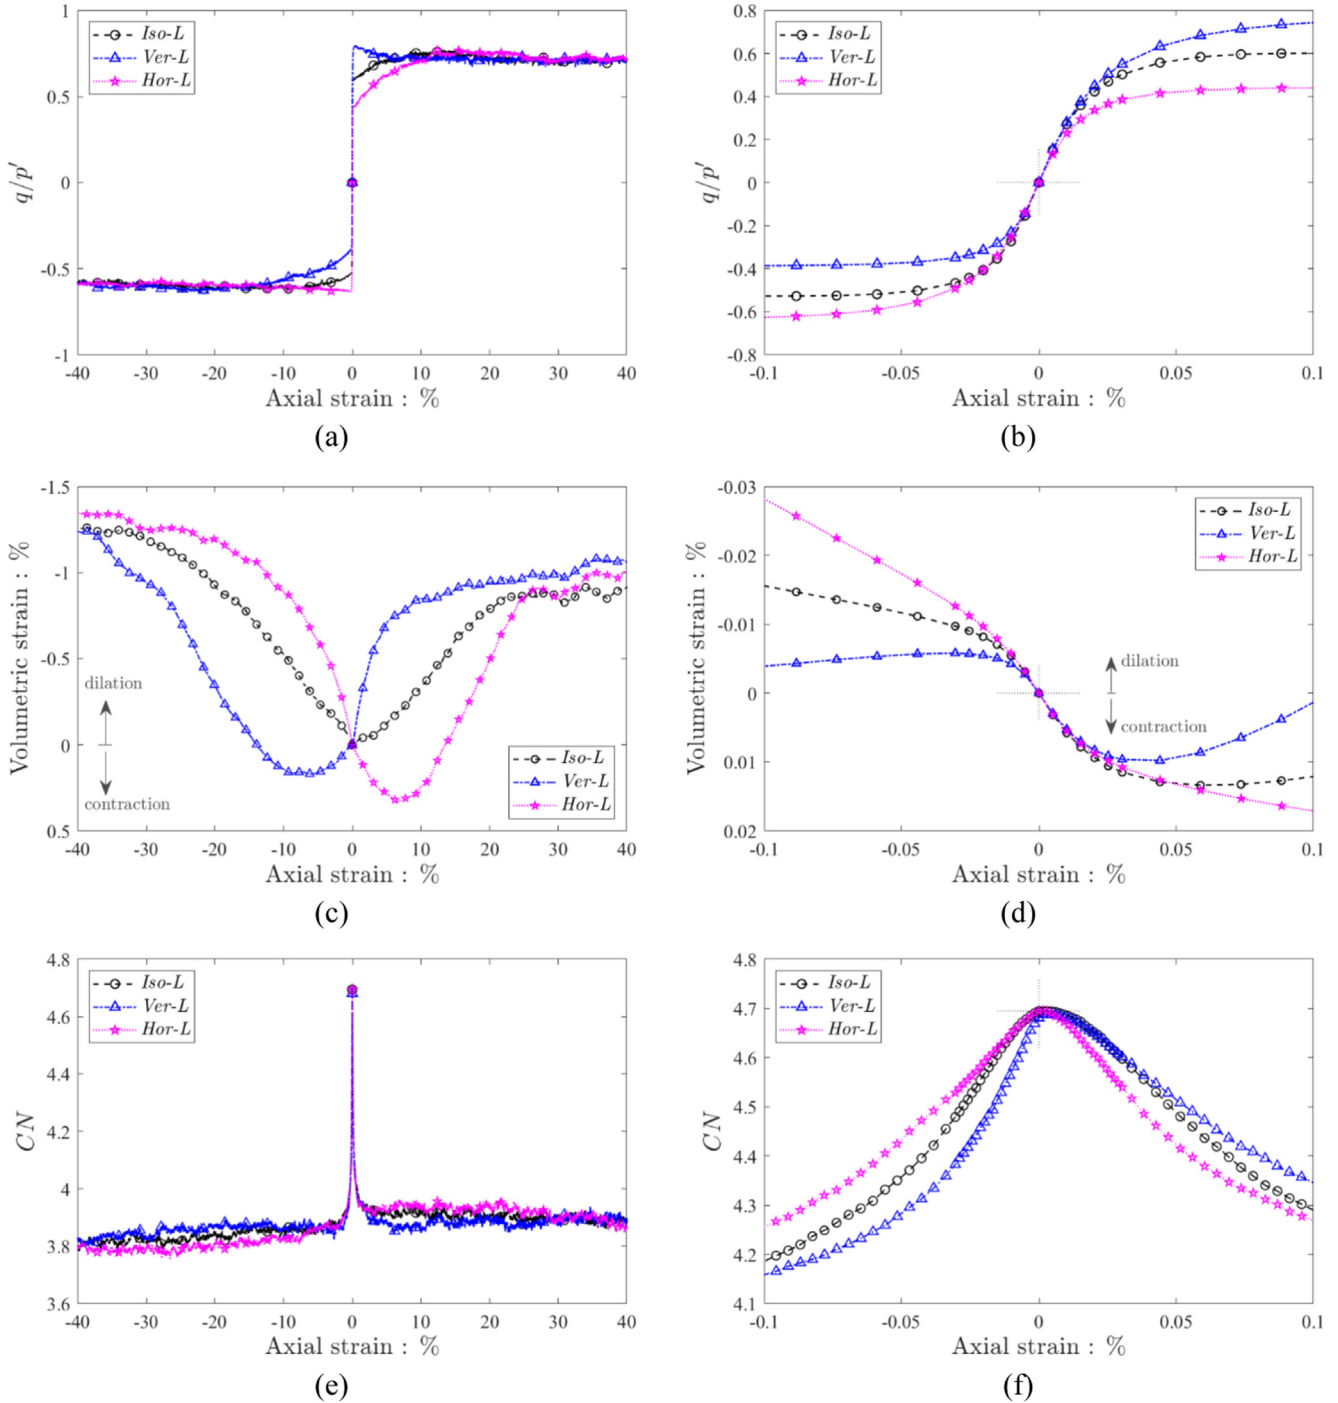 Iso-L
Ver-L
Hor-L
1
0.5
0
-0.5
-1
q/p′
-40 -30 -20 -10 0 10 20 30 40
Axial strain : %
(a)
Iso-L
Ver-L
Hor-L
0.8
0.6
0.4
0.2
0
-0.2
-0.4
-0.6
-0.8
q/p′
-0.1 -0.05 0 0.05 0.1
Axial strain : %
(b)
-1.5
-1
-0.5
0
0.5
Volumetric strain : %
dilation
contraction
Iso-L
Ver-L
Hor-L
-40 -30 -20 -10 0 10 20 30 40
Axial strain : %
(c)
-0.03
-0.02
-0.01
0
0.01
0.02
Volumetric strain : %
Iso-L
Ver-L
Hor-L
dilation
contraction
-0.1 -0.05 0 0.05 0.1
Axial strain : %
(d)
Iso-L
Ver-L
Hor-L
4.8
4.6
4.4
4.2
4
3.8
3.6
CN
-40 -30 -20 -10 0 10 20 30 40
Axial strain : %
(e)
Iso-L
Ver-L
Hor-L
4.8
4.7
4.6
4.5
4.4
4.3
4.2
4.1
CN
-0.1 -0.05 0 0.05 0.1
Axial strain : %
(f)